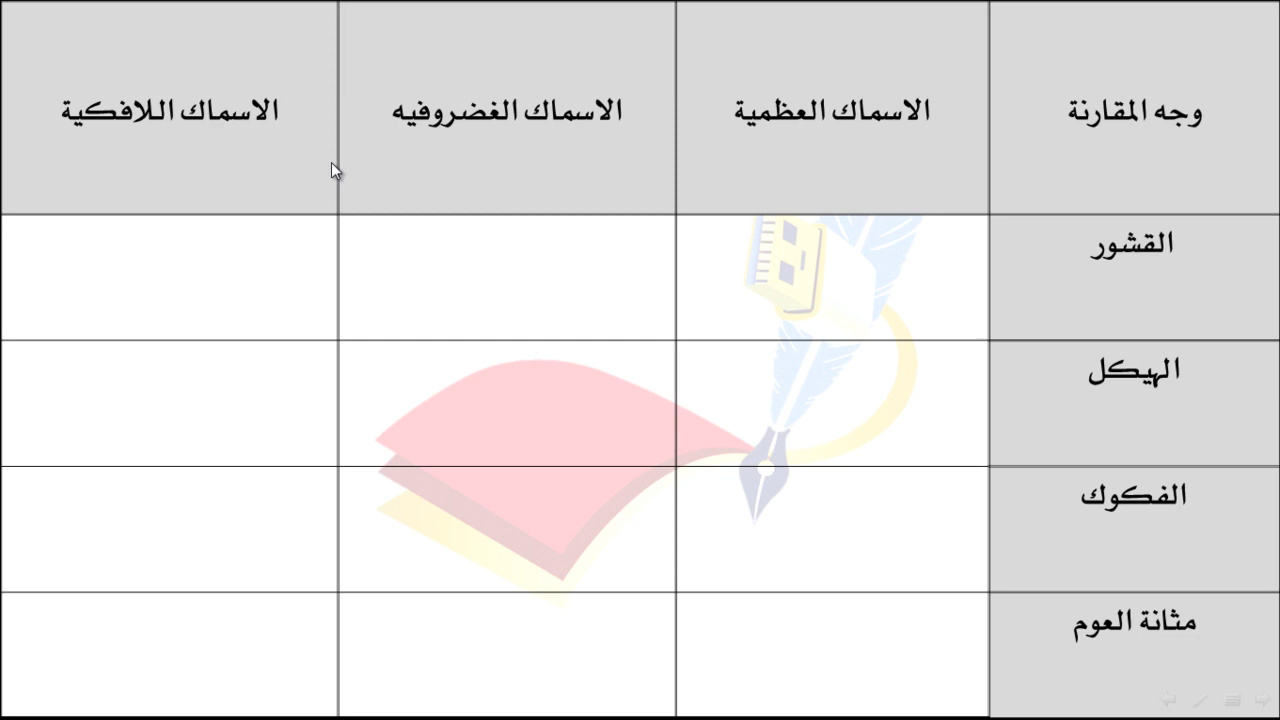 وجه المقارنة
الاسماك العظمية
الاسماك الغضروفيه
الاسماك اللافكية
القشور
الهيكل
الفكوك
مثانة العوم